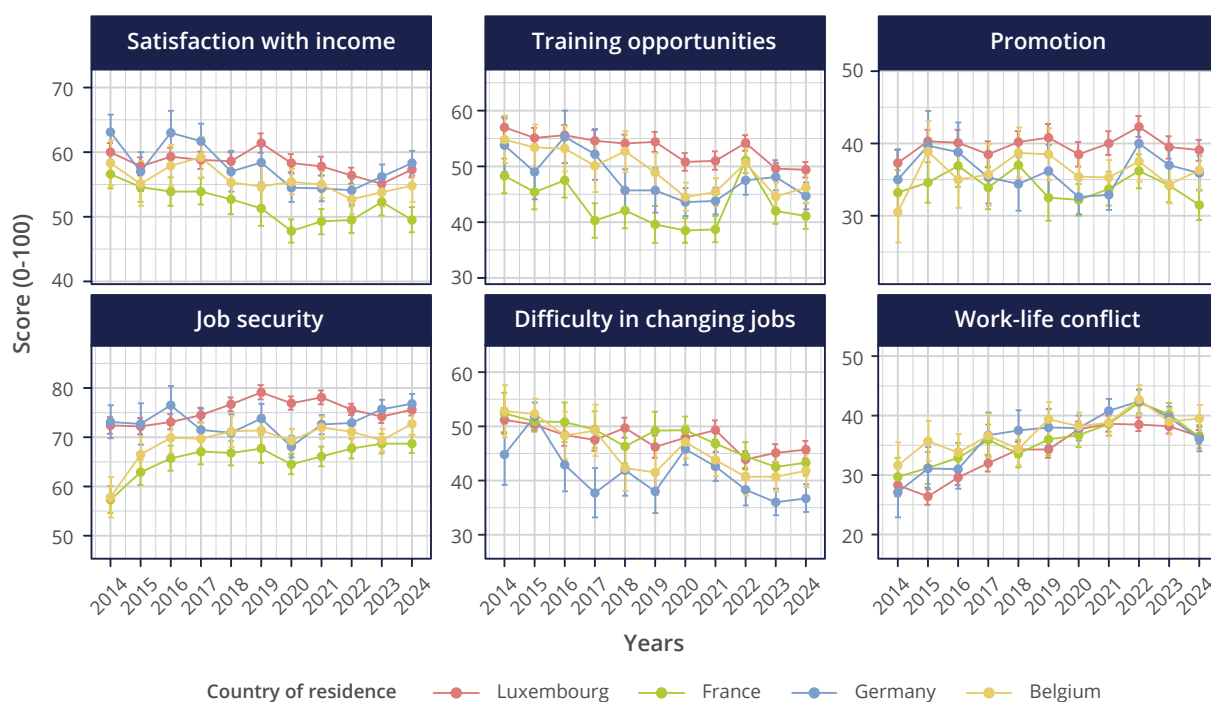 Satisfaction with income
Training opportunities
Promotion
70
60
50
40
60
50
40
30
50
40
30
Score (0-100)
Job security
Difficulty in changing jobs
Work-life conflict
80
70
60
50
60
50
40
30
50
40
30
20
2014 2015 2016 2017 2018 2019 2020 2021 2022 2023 2024
2014 2015 2016 2017 2018 2019 2020 2021 2022 2023 2024
2014 2015 2016 2017 2018 2019 2020 2021 2022 2023 2024
Years
Country of residence Luxembourg France Germany Belgium